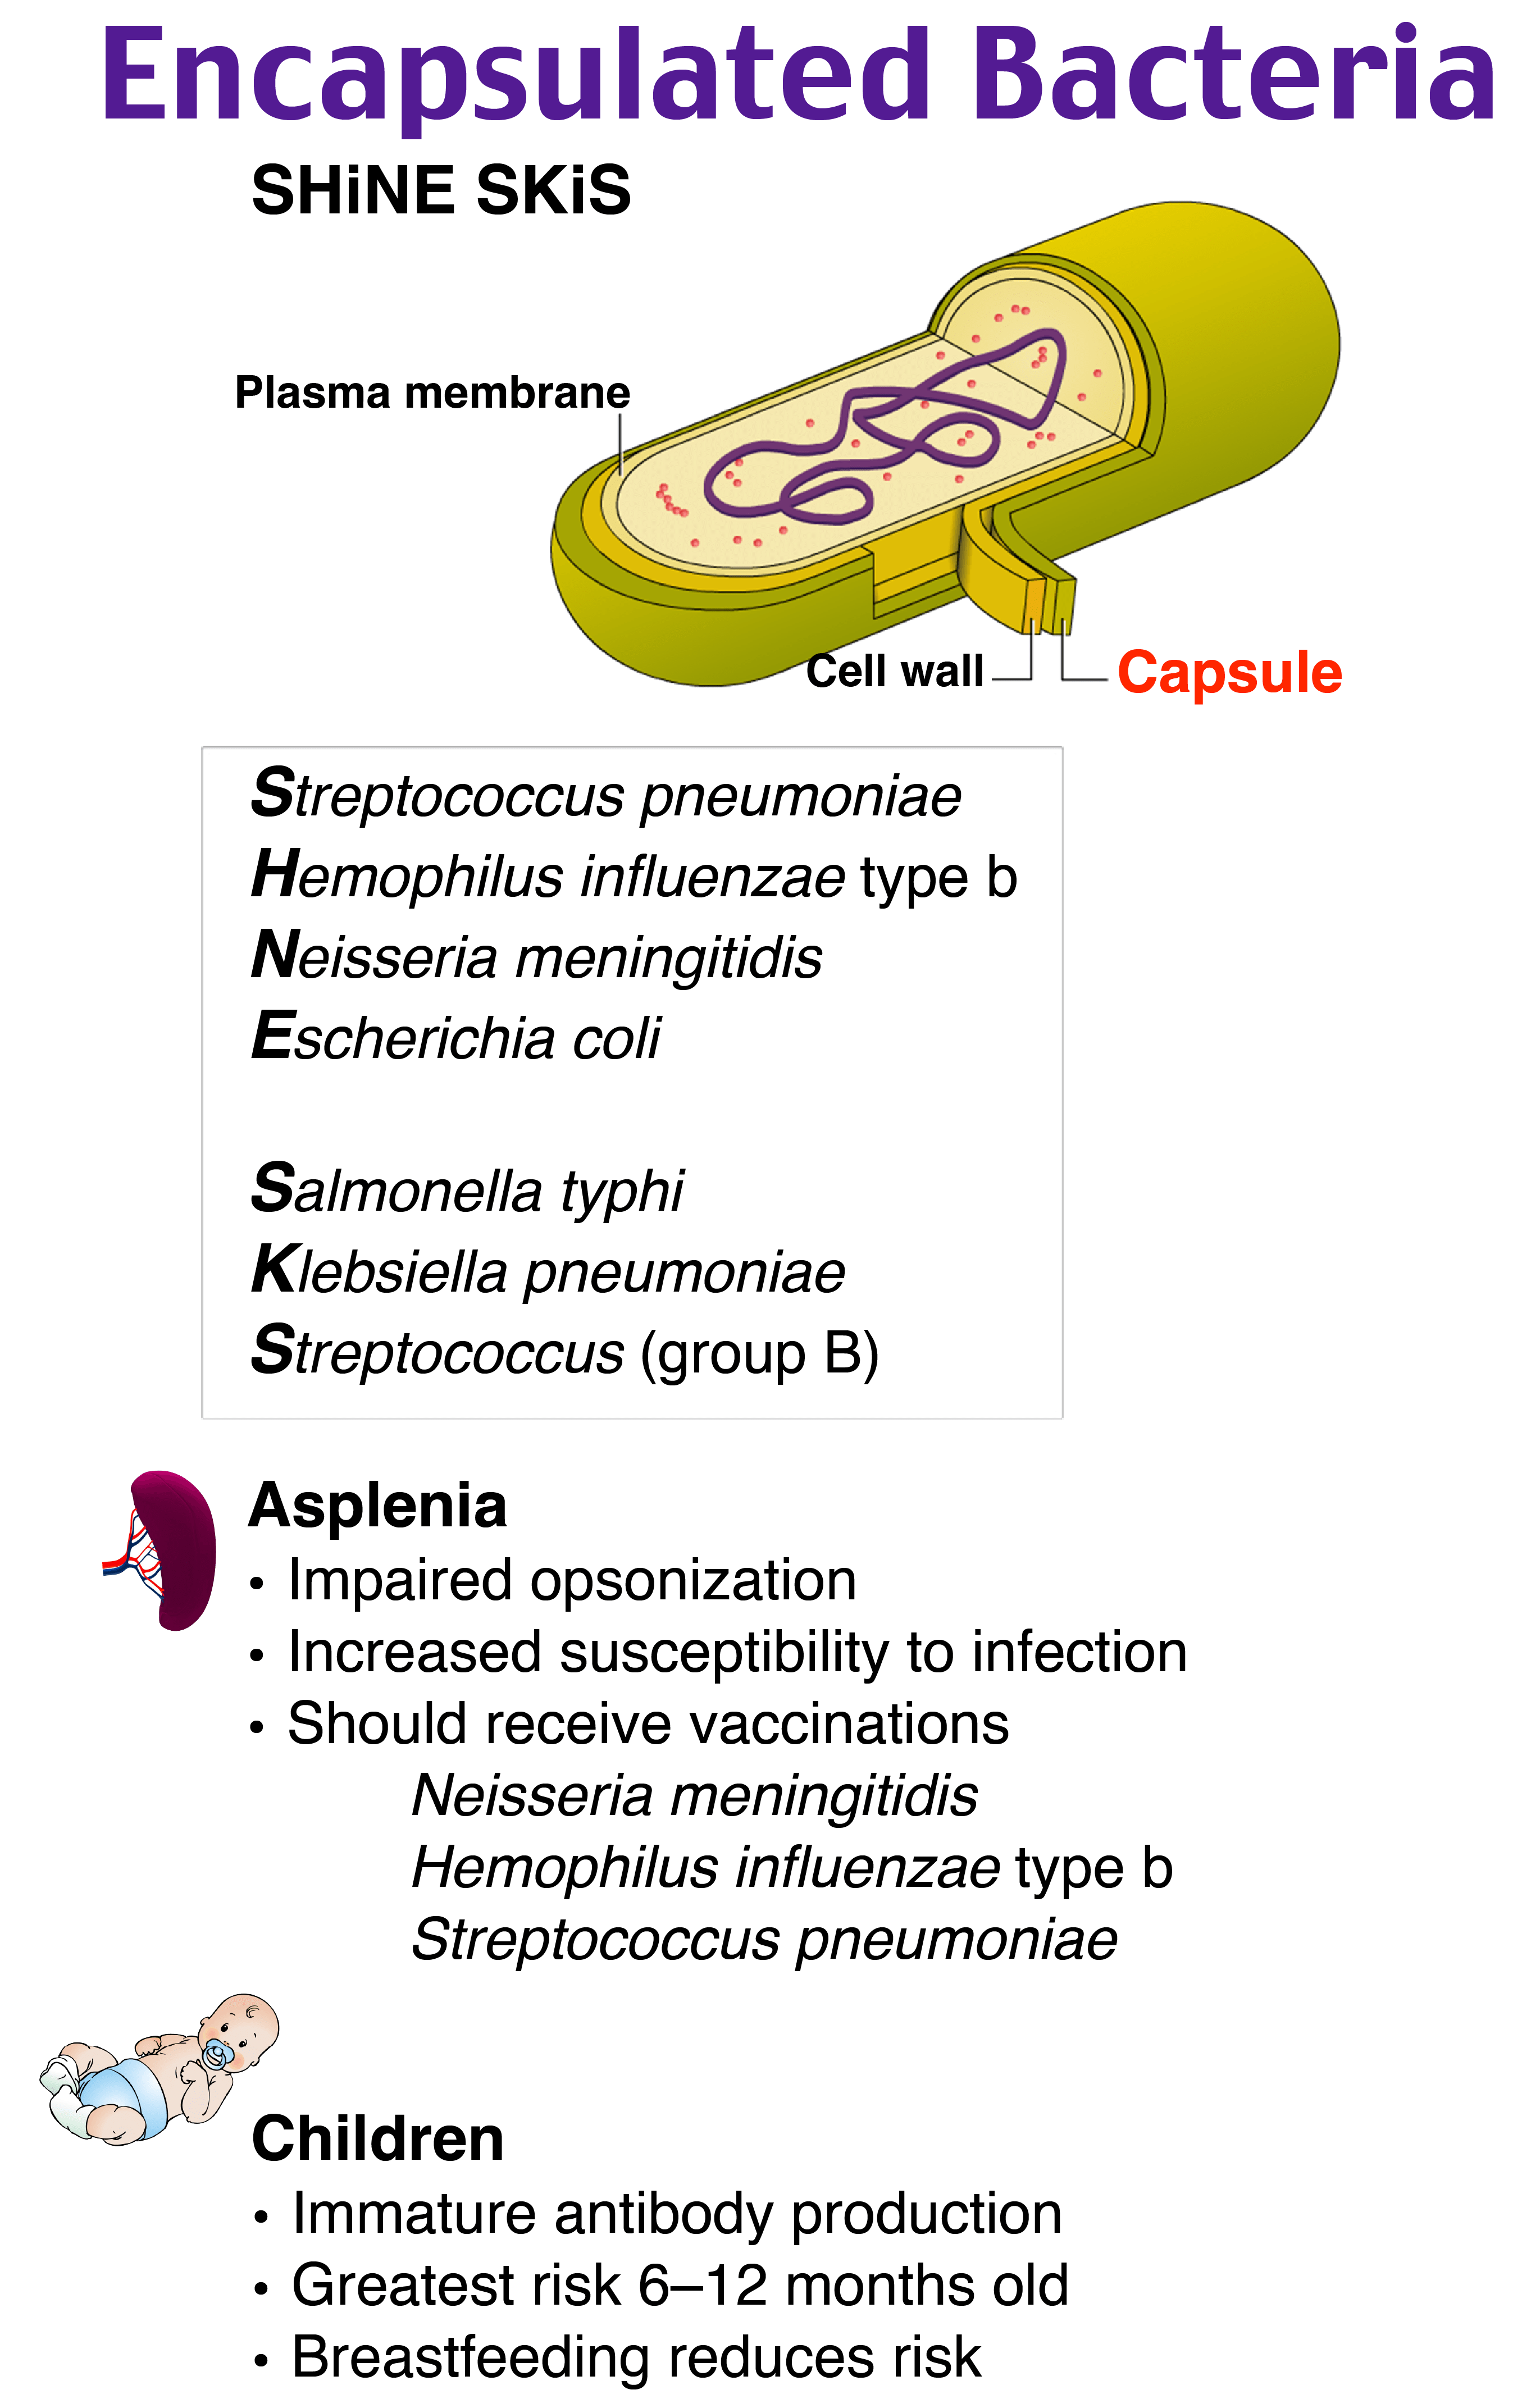 Encapsulated Bacteria
SHiNE SKiS
Plasma membrane
Cell wall
Capsule
Streptococcus pneumoniae
Hemophilus influenzae type b
Neisseria meningitidis
Escherichia coli
Salmonella typhi
Klebsiella pneumoniae
Streptococcus (group B)
Asplenia
• Impaired opsonization
• Increased susceptibility to infection
• Should receive vaccinations
Neisseria meningitidis
Hemophilus influenzae type b
Streptococcus pneumoniae
Children
• Immature antibody production
• Greatest risk 6–12 months old
• Breastfeeding reduces risk